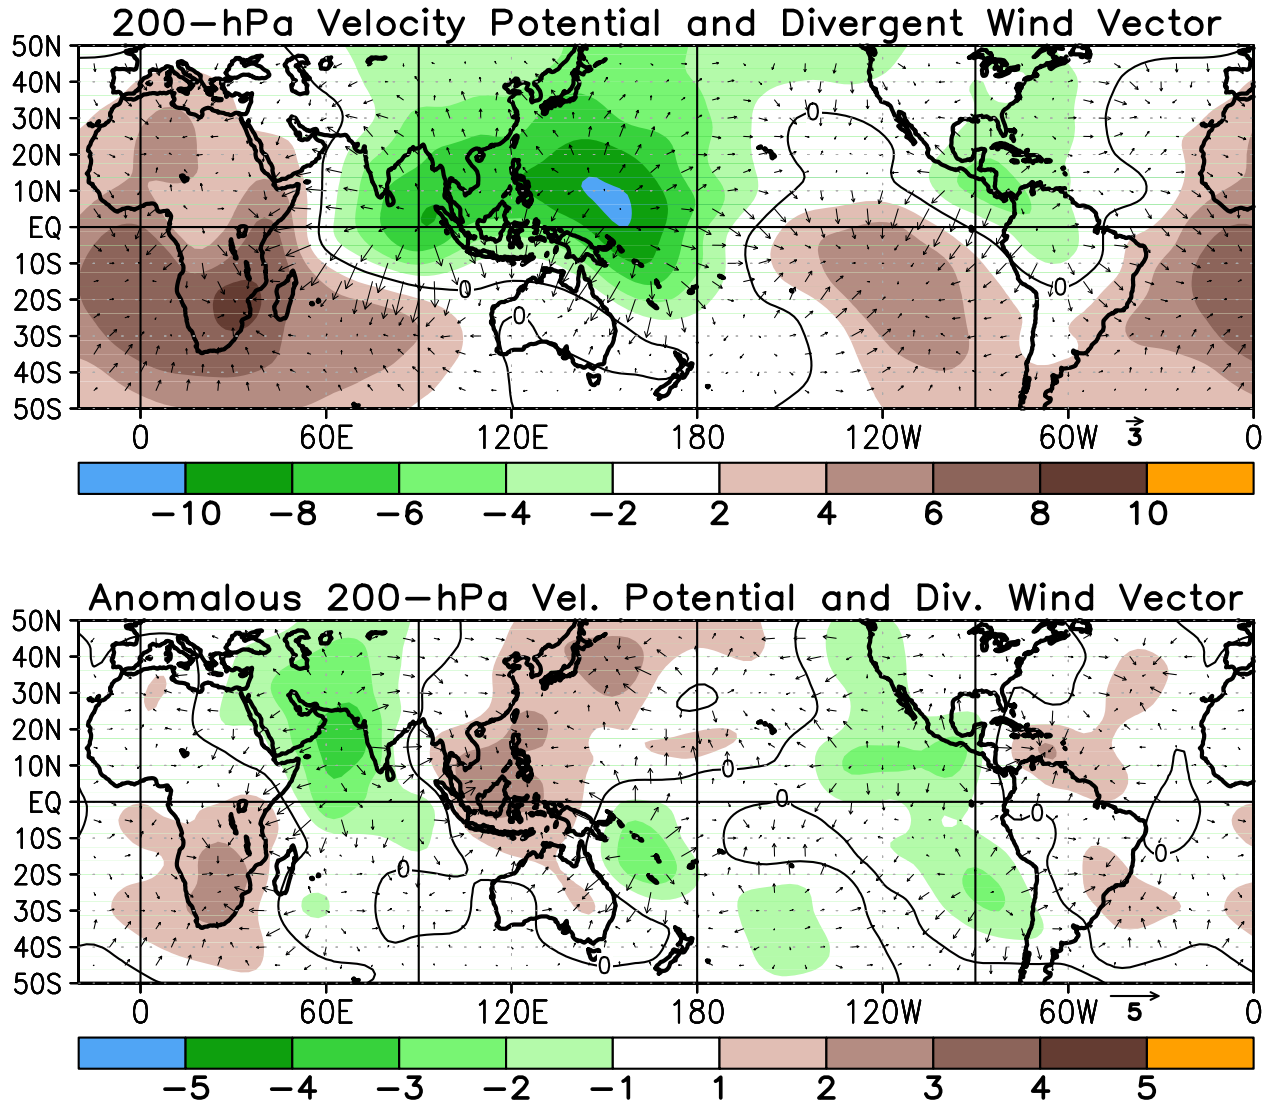 200-hPa Velocity Potential and Divergent Wind Vector
50N
40N
30N
20N
10N
EQ
10S
20S
30S
40S
50S
0
0
0
0
0 60E 120E 180 120W 60W 3 0
-10 -8 -6 -4 -2 2 4 6 8 10
Anomalous 200-hPa Vel. Potential and Div. Wind Vector
50N
40N
30N
20N
10N
EQ
10S
20S
30S
40S
50S
0
0
0
0
0
0
0 60E 120E 180 120W 60W 5 0
-5 -4 -3 -2 -1 1 2 3 4 5